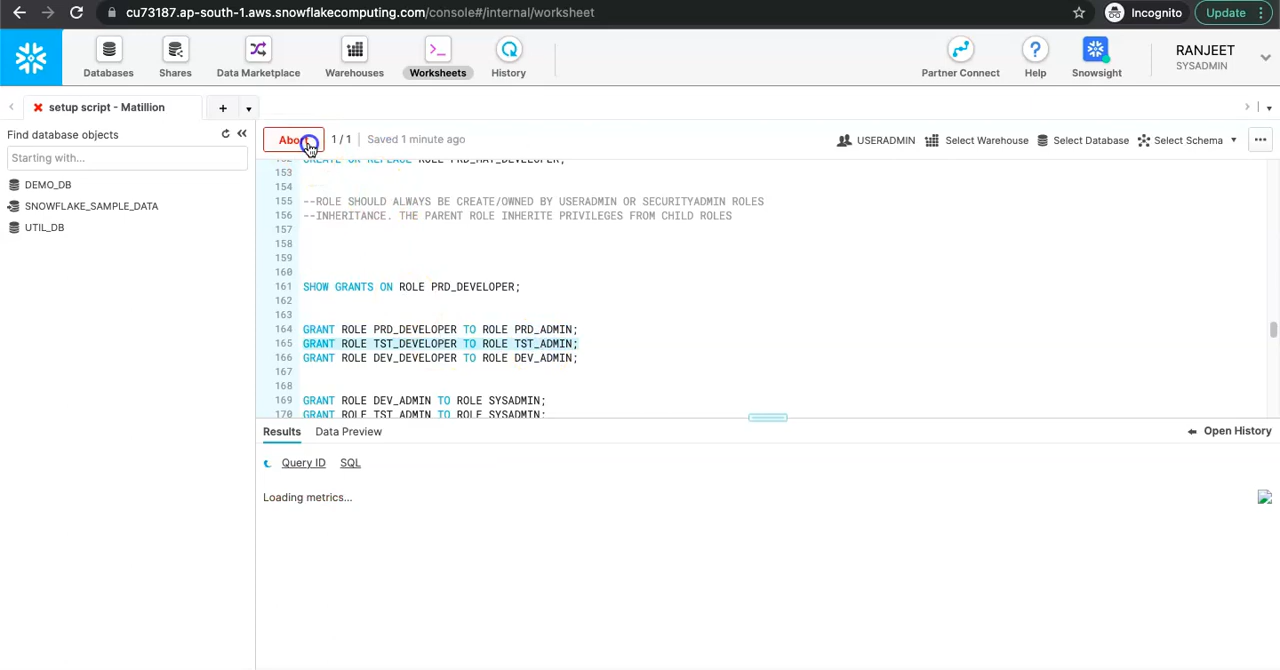 cu73187.ap-south-1.aws.snowflakecomputing.com/console#/internal/worksheet
Incognito
Update
Databases
Shares
Data Marketplace
Warehouses
Worksheets
History
Partner Connect
Help
Snowsight
RANJEET
SYSADMIN
setup script - Matillion
Find database objects
Starting with...
DEMO_DB
SNOWFLAKE_SAMPLE_DATA
UTIL_DB
1 / 1
Saved 1 minute ago
USERADMIN
Select Warehouse
Select Database
Select Schema
152 CREATE OR REPLACE ROLE PRD_MAT_DEVELOPER;
153
154
155 --ROLE SHOULD ALWAYS BE CREATE/OWNED BY USERADMIN OR SECURITYADMIN ROLES
156 --INHERITANCE. THE PARENT ROLE INHERITE PRIVILEGES FROM CHILD ROLES
157
158
159
160
161 SHOW GRANTS ON ROLE PRD_DEVELOPER;
162
163
164 GRANT ROLE PRD_DEVELOPER TO ROLE PRD_ADMIN;
165 GRANT ROLE TST_DEVELOPER TO ROLE TST_ADMIN;
166 GRANT ROLE DEV_DEVELOPER TO ROLE DEV_ADMIN;
167
168
169 GRANT ROLE DEV_ADMIN TO ROLE SYSADMIN;
170 GRANT ROLE TST_ADMIN TO ROLE SYSADMIN;
Results
Data Preview
Open History
Query ID
SQL
Loading metrics...